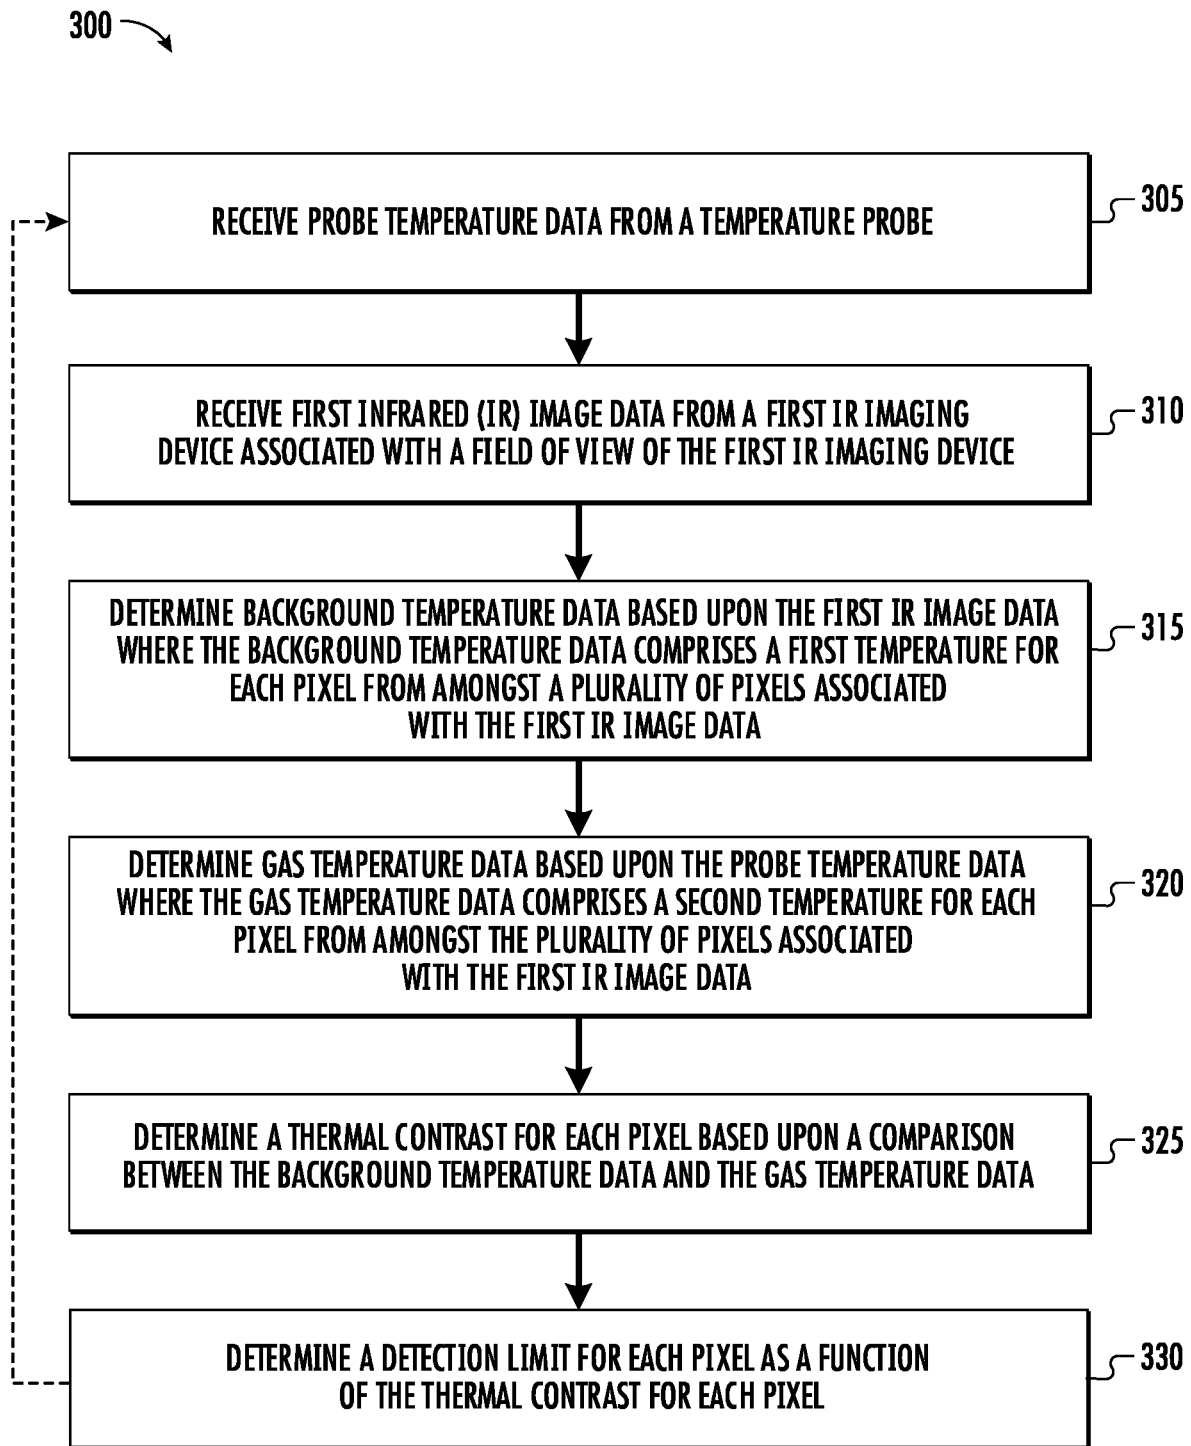 300
RECEIVE PROBE TEMPERATURE DATA FROM A TEMPERATURE PROBE
305
RECEIVE FIRST INFRARED (IR) IMAGE DATA FROM A FIRST IR IMAGING
DEVICE ASSOCIATED WITH A FIELD OF VIEW OF THE FIRST IR IMAGING DEVICE
310
DETERMINE BACKGROUND TEMPERATURE DATA BASED UPON THE FIRST IR IMAGE DATA
WHERE THE BACKGROUND TEMPERATURE DATA COMPRISES A FIRST TEMPERATURE FOR
EACH PIXEL FROM AMONGST A PLURALITY OF PIXELS ASSOCIATED
WITH THE FIRST IR IMAGE DATA
315
DETERMINE GAS TEMPERATURE DATA BASED UPON THE PROBE TEMPERATURE DATA
WHERE THE GAS TEMPERATURE DATA COMPRISES A SECOND TEMPERATURE FOR EACH
PIXEL FROM AMONGST THE PLURALITY OF PIXELS ASSOCIATED
WITH THE FIRST IR IMAGE DATA
320
DETERMINE A THERMAL CONTRAST FOR EACH PIXEL BASED UPON A COMPARISON
BETWEEN THE BACKGROUND TEMPERATURE DATA AND THE GAS TEMPERATURE DATA
325
DETERMINE A DETECTION LIMIT FOR EACH PIXEL AS A FUNCTION
OF THE THERMAL CONTRAST FOR EACH PIXEL
330